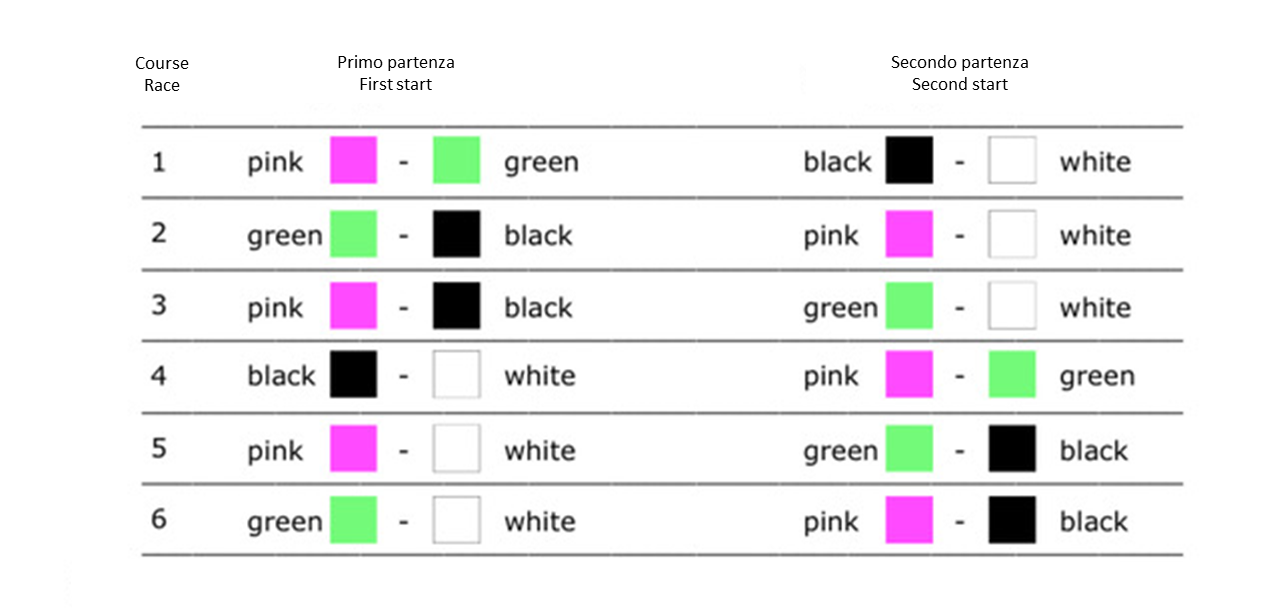 Course Race
Primo partenza
First start
Secondo partenza
Second start
1 pink - green black - white
2 green - black pink - white
3 pink - black green - white
4 black - white pink - green
5 pink - white green - black
6 green - white pink - black